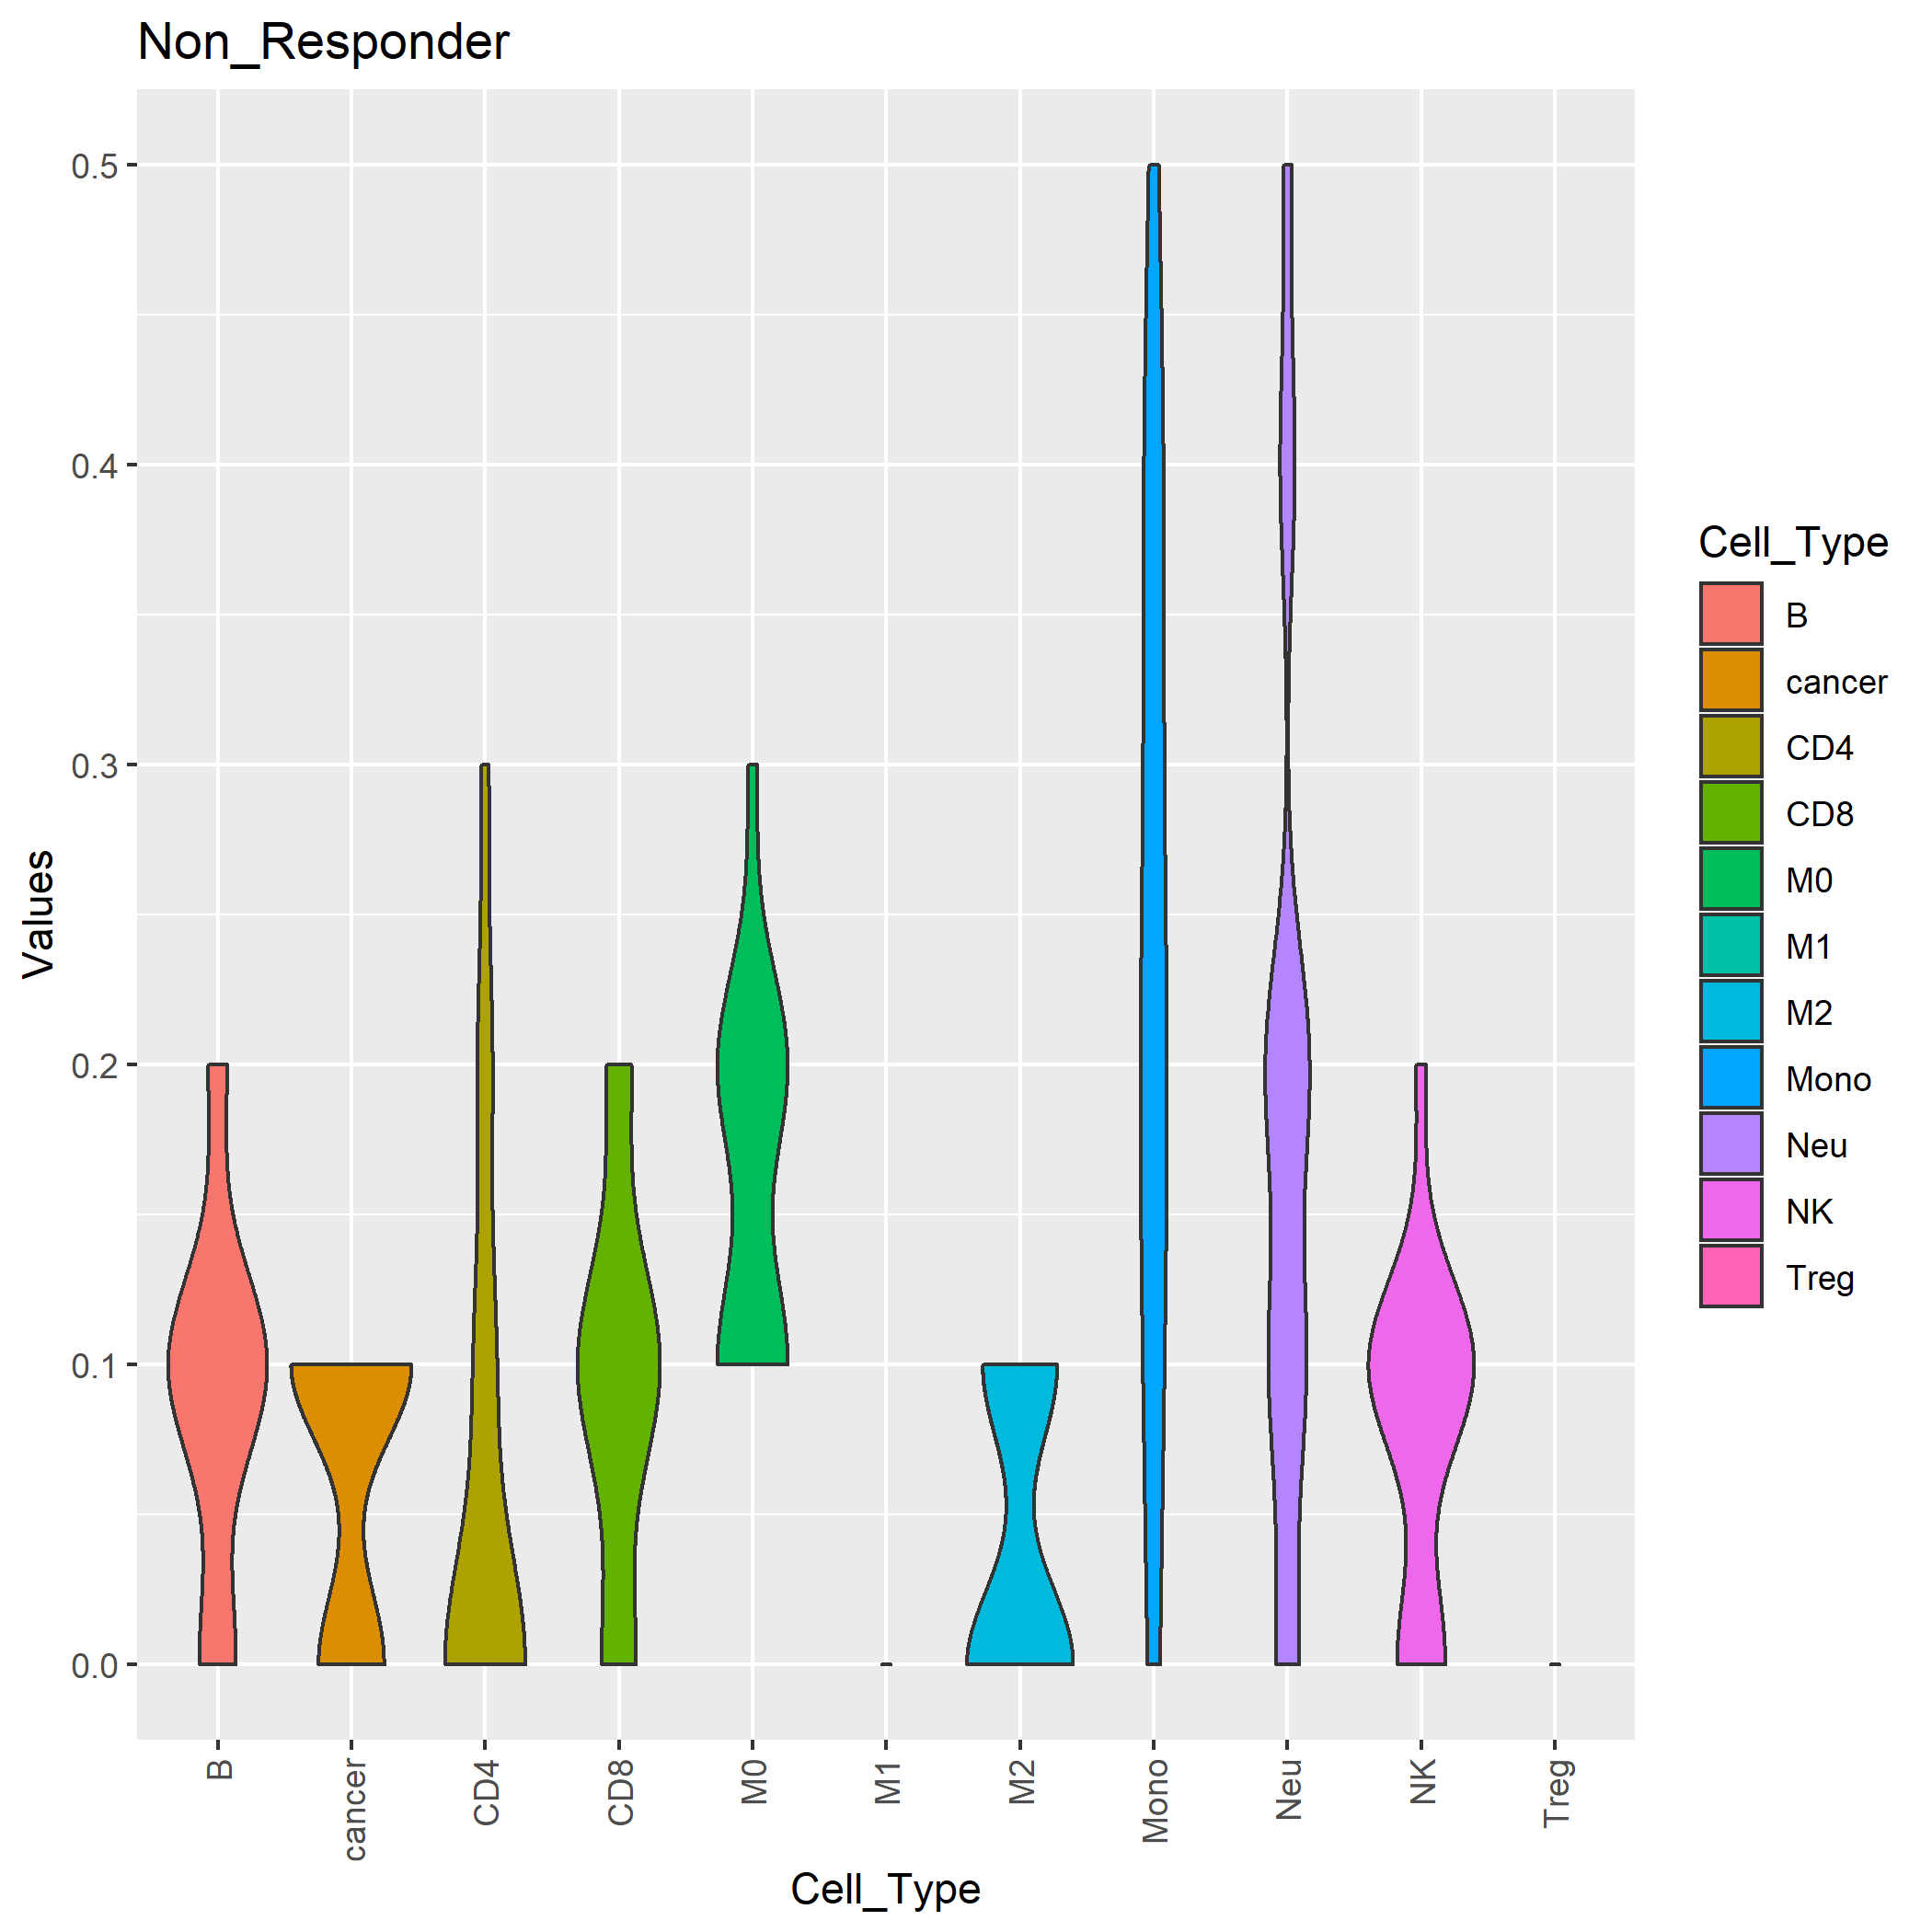 Non_Responder
0.5
0.4
0.3
0.2
0.1
0.0
Values
B
cancer
CD4
CD8
M0
M1
M2
Mono
Neu
NK
Treg
Cell_Type
Cell_Type
B
cancer
CD4
CD8
M0
M1
M2
Mono
Neu
NK
Treg